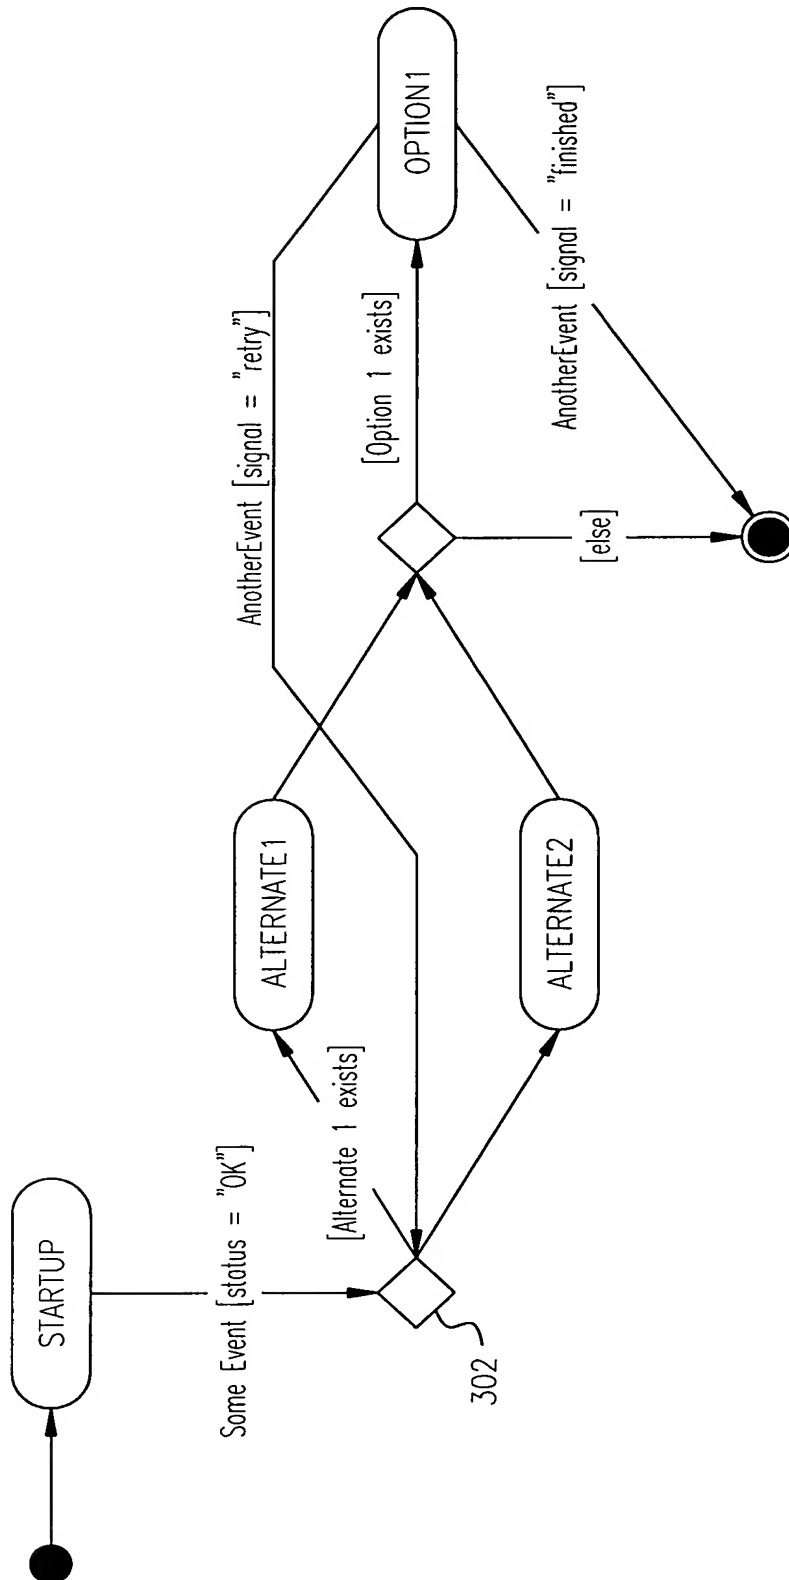 STARTUP
Some Event [status = "OK"]
302
[Alternate 1 exists]
ALTERNATE1
ALTERNATE2
AnotherEvent [signal = "retry"]
[Option 1 exists]
[else]
OPTION1
AnotherEvent [signal = "finished"]